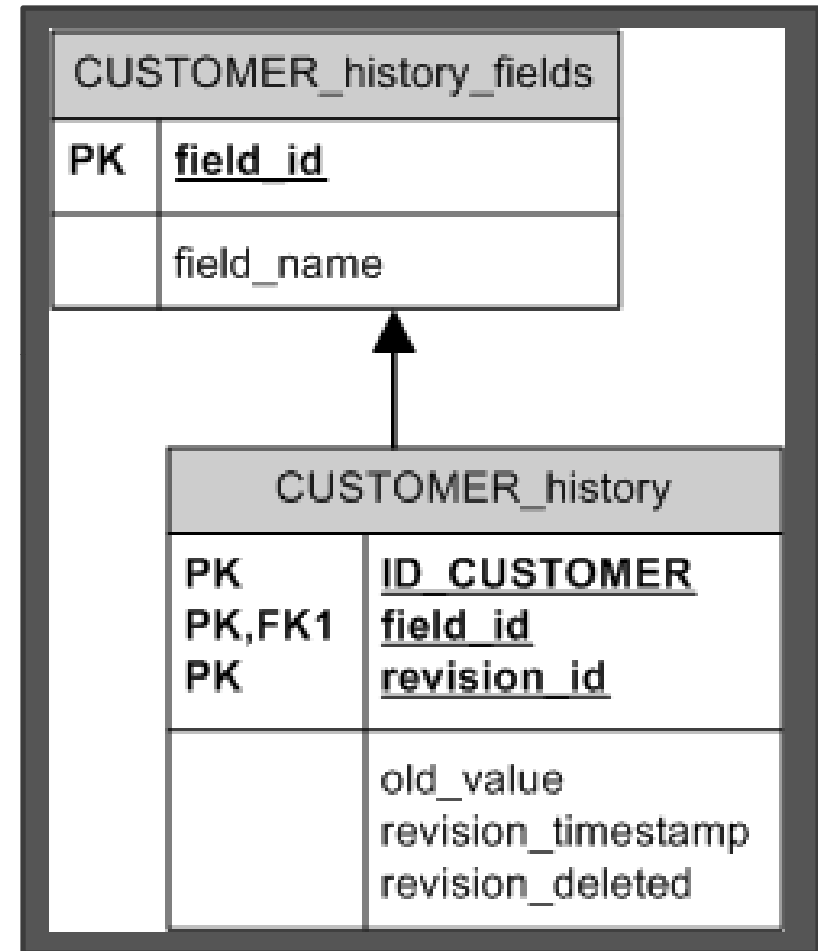 CUSTOMER_history_fields
PK field_id
field_name
CUSTOMER_history
PK ID_CUSTOMER
PK,FK1 field_id
PK revision_id
old_value
revision_timestamp
revision_deleted